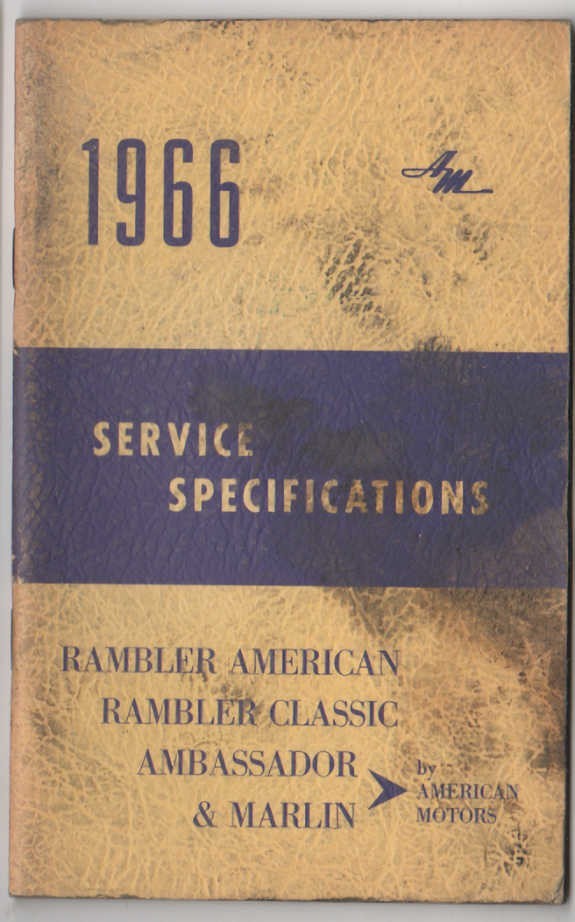 1966
AM
SERVICE
SPECIFICATIONS
RAMBLER AMERICAN
RAMBLER CLASSIC
AMBASSADOR
& MARLIN
by
AMERICAN
MOTORS